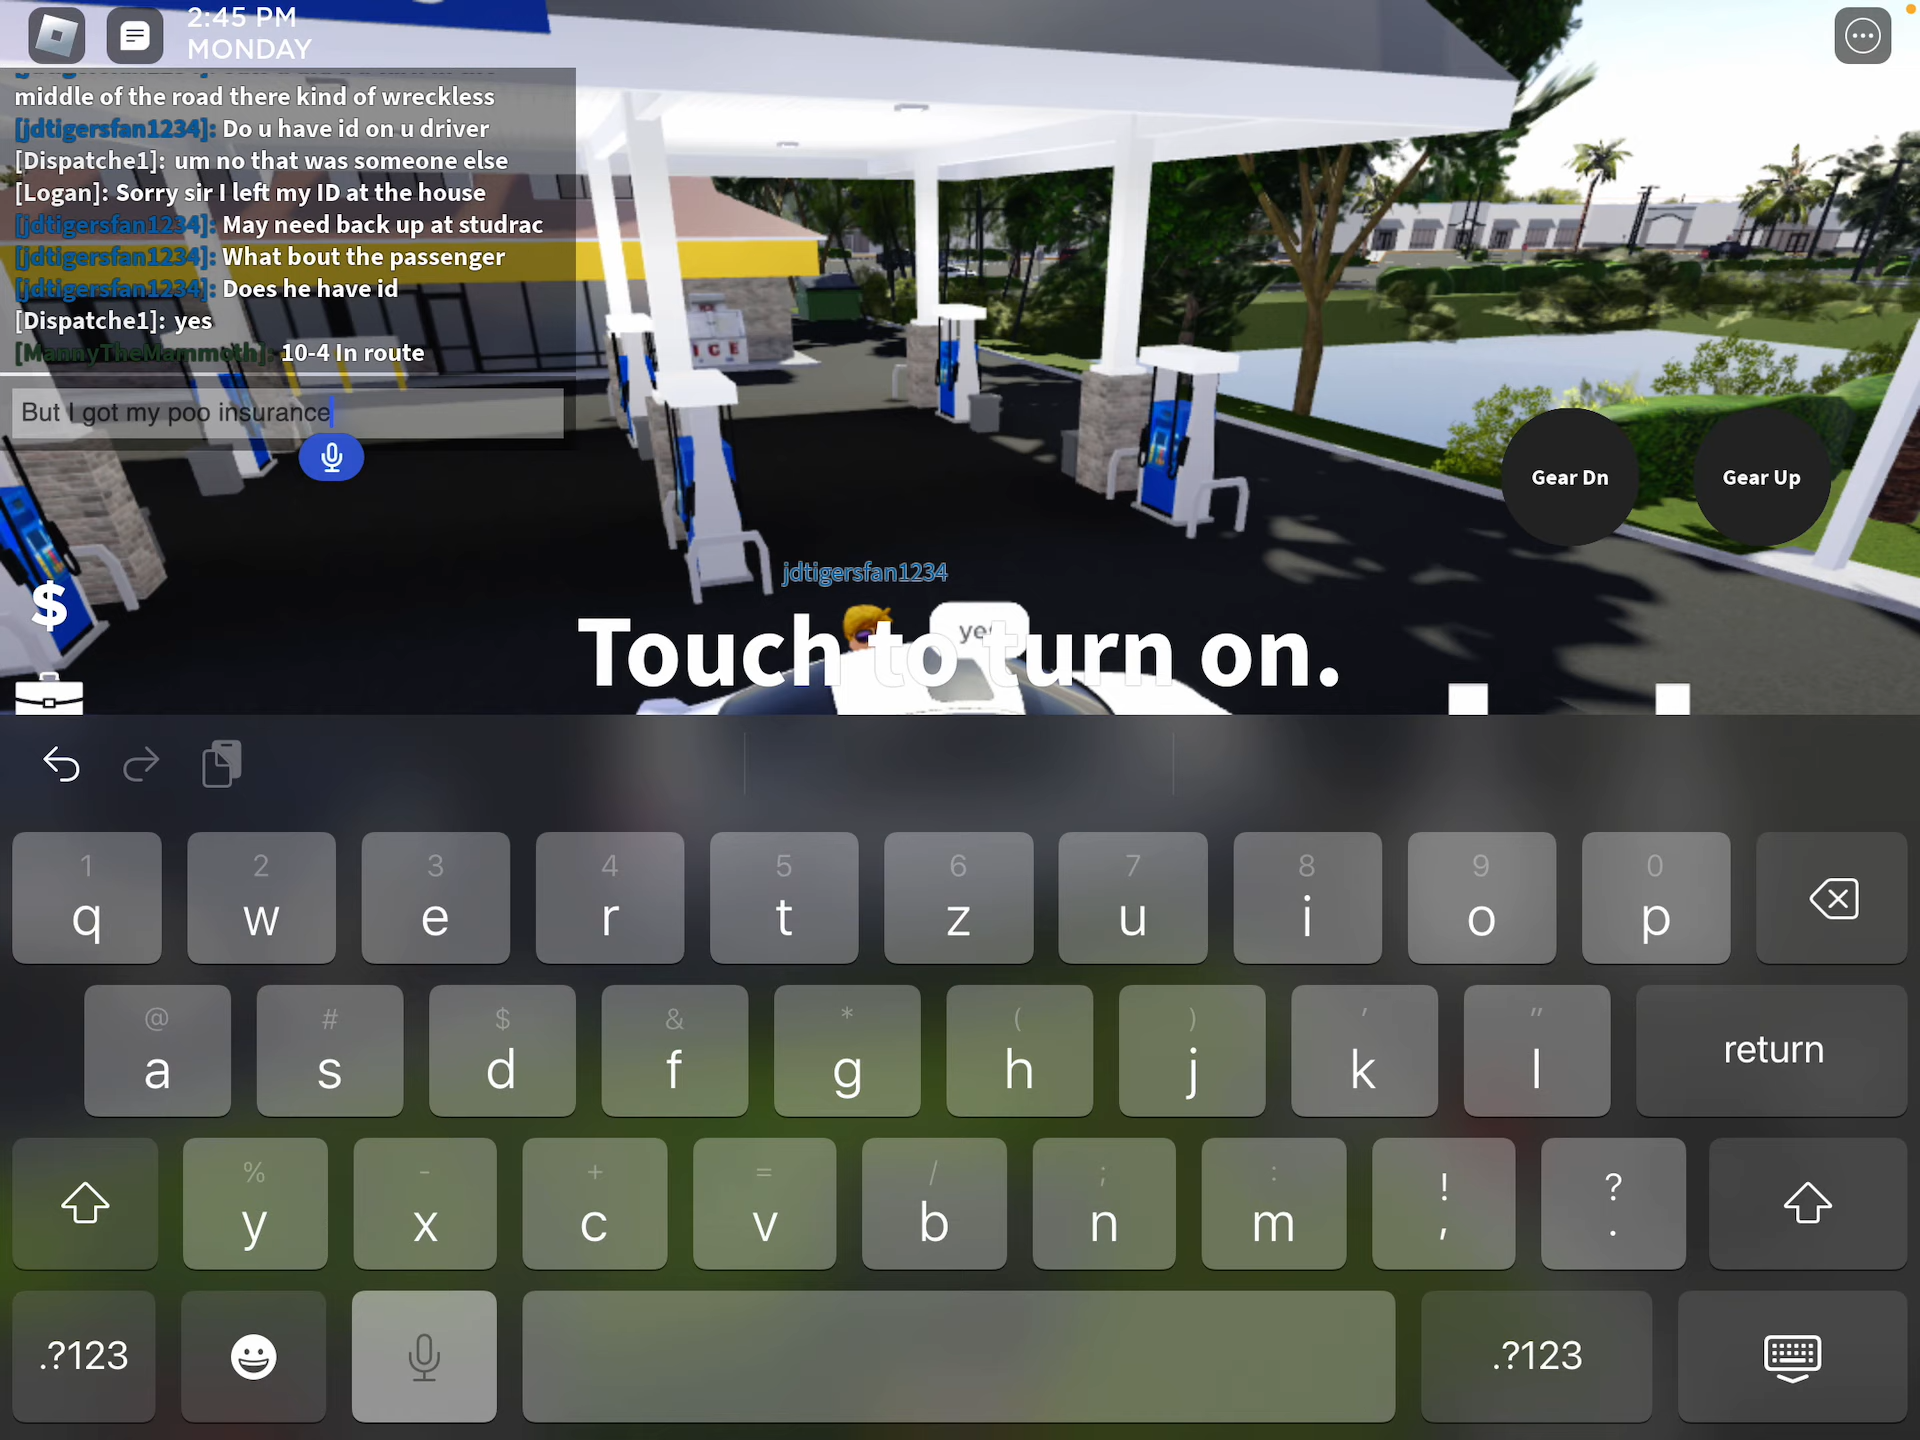 2:45 PM
MONDAY
middle of the road there kind of wreckless
[jdtigersfan1234]: Do u have id on u driver
[Dispatche1]: um no that was someone else
[Logan]: Sorry sir I left my ID at the house
[jdtigersfan1234]: May need back up at studrac
[jdtigersfan1234]: What bout the passenger
[jdtigersfan1234]: Does he have id
[Dispatche1]: yes
[MannyTheMammoth]: 10-4 In route
But I got my poo insurance
ICE
Gear Dn
Gear Up
$
jdtigersfan1234
Touch to turn on.
1 2 3 4 5 6 7 8 9 0
q w e r t z u i o p
@ # $ & * ( ) ' "
a s d f g h j k l return
% - + = / ; : ! ?
y x c v b n m , .
.?123 .?123